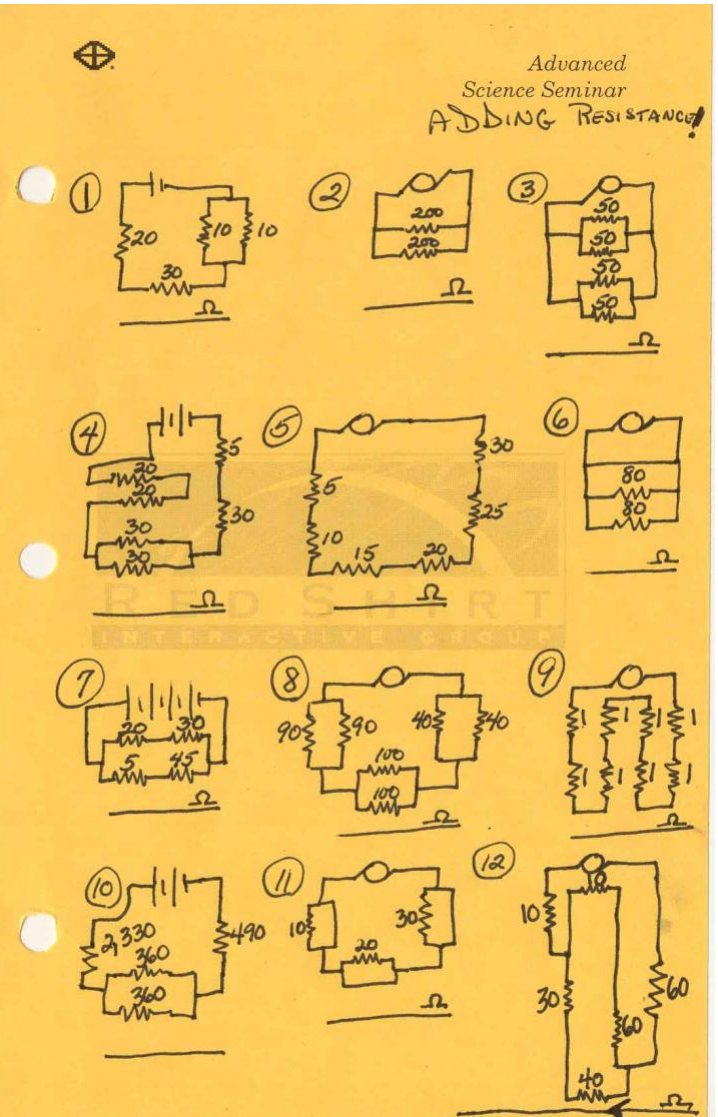 Advanced
Science Seminar
ADDING RESISTANCE!
1 2 3
20 10 10 30 Ω
200 200 Ω
50 50 50 50 Ω
4 5 6
5 20 20 30 30 30 Ω
30 5 25 10 15 20 Ω
80 80 Ω
RED SHIRT
INTERACTIVE GROUP
7 8 9
20 30 5 45 Ω
90 90 40 40 100 100 Ω
1 1 1 1 1 1 1 1 Ω
10 11 12
2,330 490 360 360
10 30 20 Ω
10 10 30 60 60 40 Ω